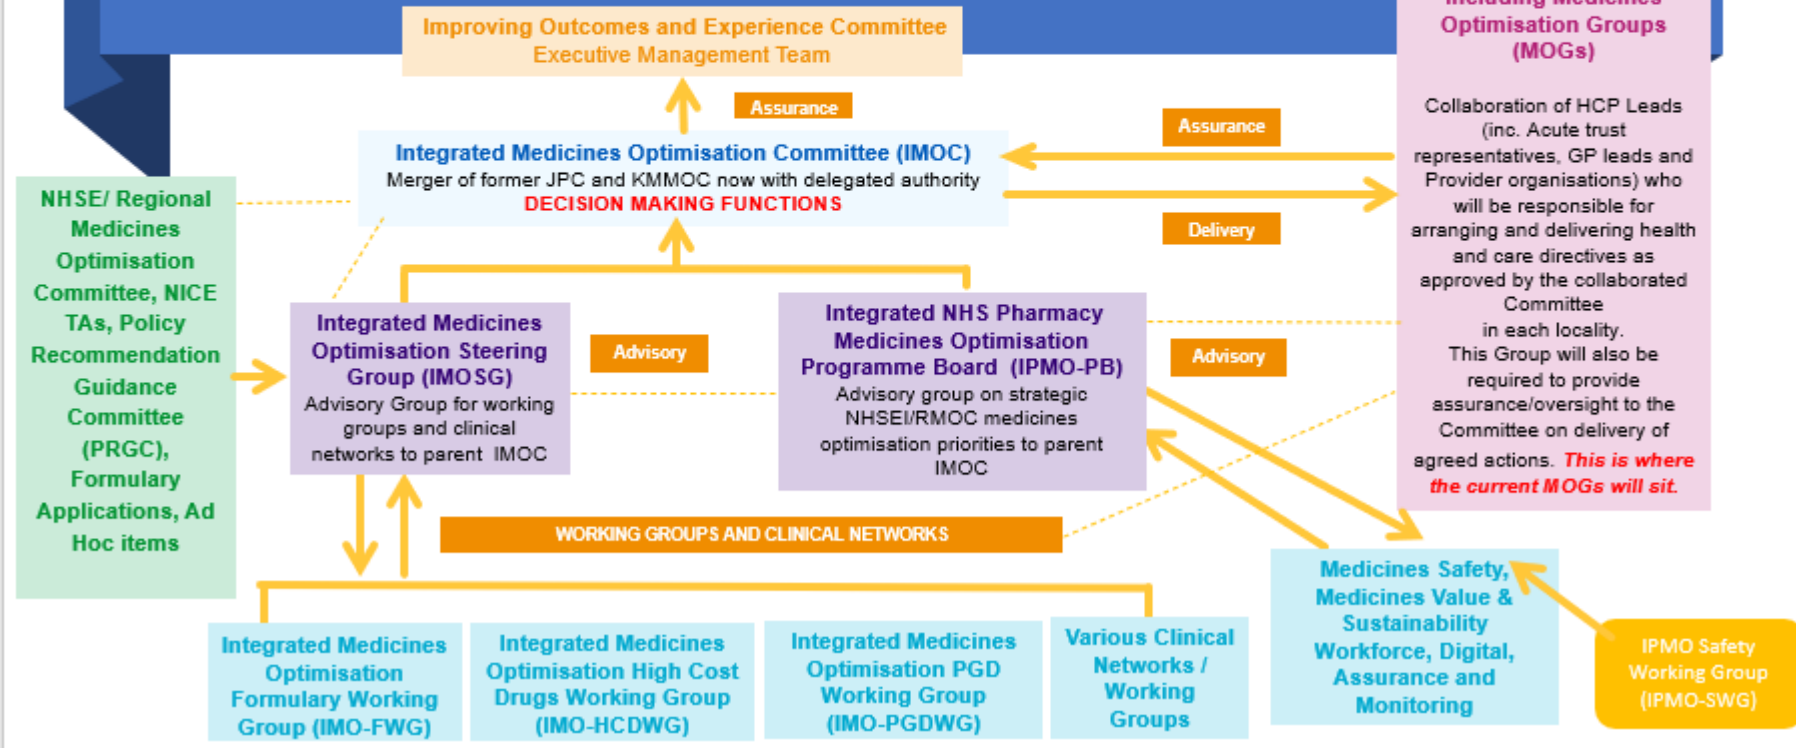 Improving Outcomes and Experience Committee
Executive Management Team
Assurance
Integrated Medicines Optimisation Committee (IMOC)
Merger of former JPC and KMMOC now with delegated authority
DECISION MAKING FUNCTIONS
Assurance
Delivery
Including Medicines
Optimisation Groups
(MOGs)
Collaboration of HCP Leads
(inc. Acute trust
representatives, GP leads and
Provider organisations) who
will be responsible for
arranging and delivering health
and care directives as
approved by the collaborated
Committee
in each locality.
This Group will also be
required to provide
assurance/oversight to the
Committee on delivery of
agreed actions. This is where
the current MOGs will sit.
NHSE/ Regional
Medicines
Optimisation
Committee, NICE
TAs, Policy
Recommendation
Guidance
Committee
(PRGC),
Formulary
Applications, Ad
Hoc items
Integrated Medicines
Optimisation Steering
Group (IMOSG)
Advisory Group for working
groups and clinical
networks to parent IMOC
Advisory
Integrated NHS Pharmacy
Medicines Optimisation
Programme Board (IPMO-PB)
Advisory group on strategic
NHSEI/RMOC medicines
optimisation priorities to parent
IMOC
Advisory
WORKING GROUPS AND CLINICAL NETWORKS
Integrated Medicines
Optimisation
Formulary Working
Group (IMO-FWG)
Integrated Medicines
Optimisation High Cost
Drugs Working Group
(IMO-HCDWG)
Integrated Medicines
Optimisation PGD
Working Group
(IMO-PGDWG)
Various Clinical
Networks /
Working
Groups
Medicines Safety,
Medicines Value &
Sustainability
Workforce, Digital,
Assurance and
Monitoring
IPMO Safety
Working Group
(IPMO-SWG)